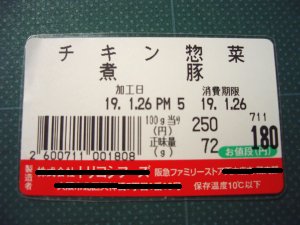 チキン惣菜
煮豚
加工日 消費期限
19. 1.26 PM 5 19. 1.26
100g当り(円) 250 711
正味量(g) 72 180
お値段(円)
2 600711 001808
製造者 阪急ファミリーストア
保存温度10℃以下